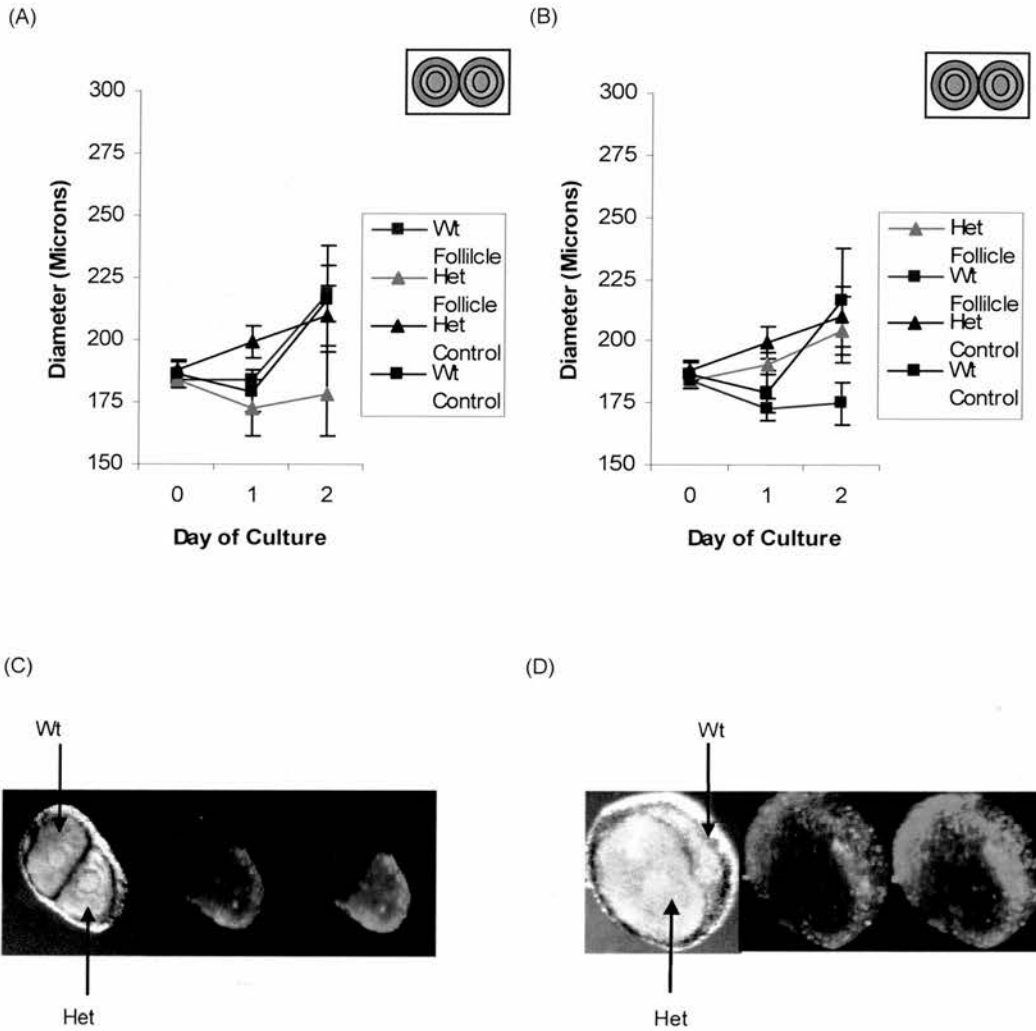 (A)
300
275
250
225
200
175
150
Diameter (Microns)
0 1 2
Day of Culture
Wt
Follilcle
Het
Follicle
Het
Control
Wt
Control
(B)
300
275
250
225
200
175
150
Diameter (Microns)
0 1 2
Day of Culture
Het
Follicle
Wt
Follilcle
Het
Control
Wt
Control
(C)
Wt
Het
(D)
Wt
Het